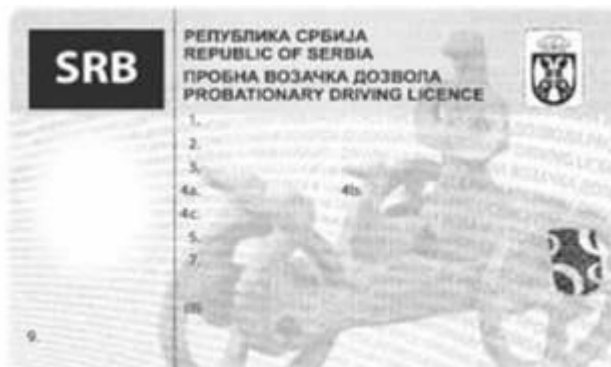 SRB
РЕПУБЛИКА СРБИЈА
REPUBLIC OF SERBIA
ПРОБНА ВОЗАЧКА ДОЗВОЛА
PROBATIONARY DRIVING LICENCE
1.
2.
3.
4a. 4b.
4c.
5.
7.
9.